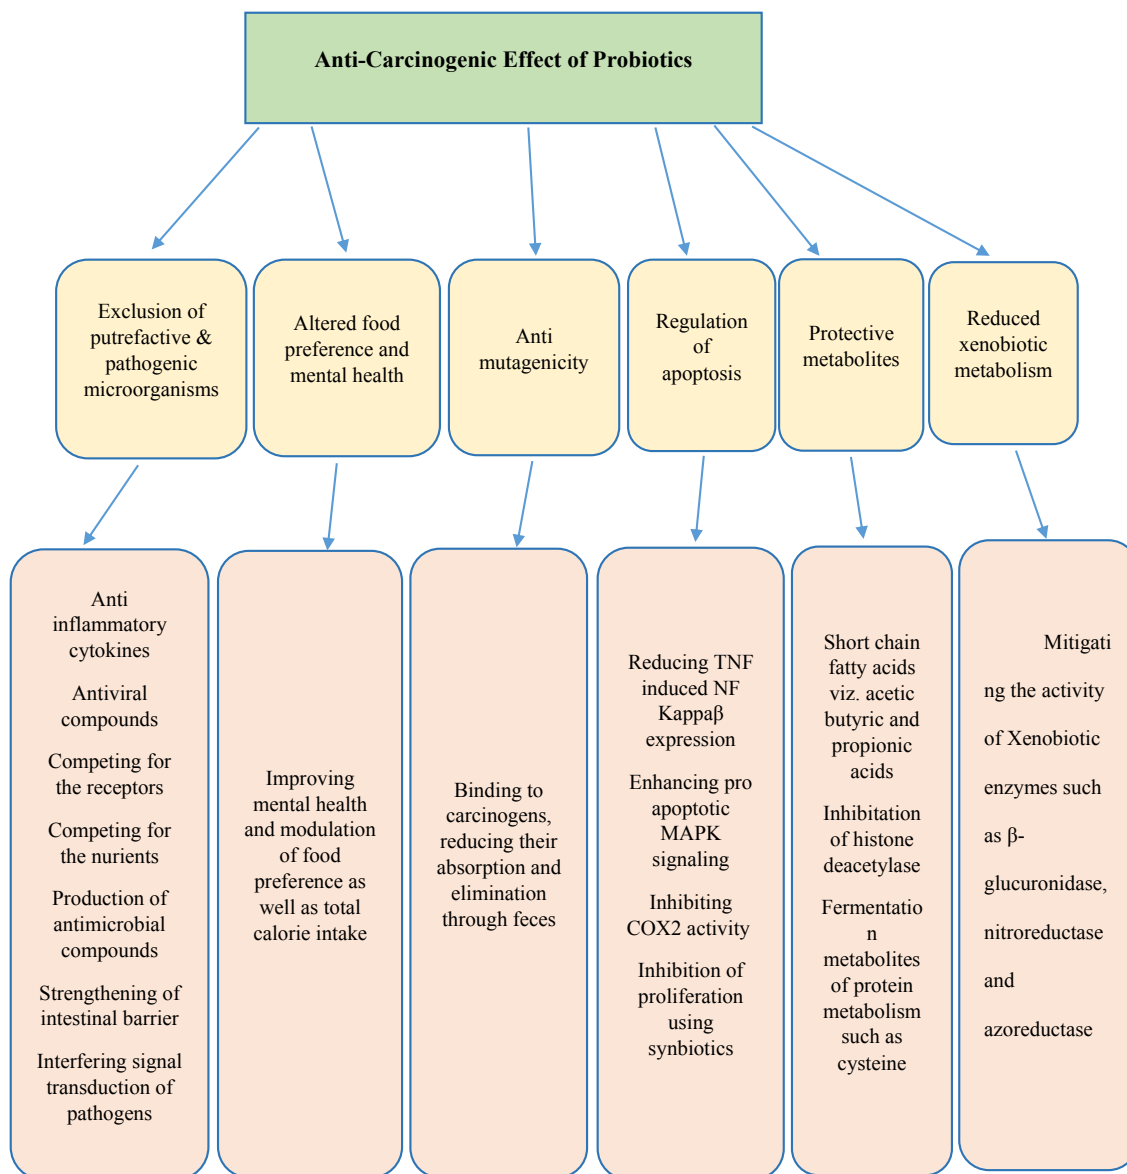 Anti-Carcinogenic Effect of Probiotics
Exclusion of
putrefactive &
pathogenic
microorganisms
Altered food
preference and
mental health
Anti
mutagenicity
Regulation
of
apoptosis
Protective
metabolites
Reduced
xenobiotic
metabolism
Anti
inflammatory
cytokines
Antiviral
compounds
Competing for
the receptors
Competing for
the nurients
Production of
antimicrobial
compounds
Strengthening of
intestinal barrier
Interfering signal
transduction of
pathogens
Improving
mental health
and modulation
of food
preference as
well as total
calorie intake
Binding to
carcinogens,
reducing their
absorption and
elimination
through feces
Reducing TNF
induced NF
Kappaβ
expression
Enhancing pro
apoptotic
MAPK
signaling
Inhibiting
COX2 activity
Inhibition of
proliferation
using
synbiotics
Short chain
fatty acids
viz. acetic
butyric and
propionic
acids
Inhibitation
of histone
deacetylase
Fermentatio
n
metabolites
of protein
metabolism
such as
cysteine
Mitigati
ng the activity
of Xenobiotic
enzymes such
as β-
glucuronidase,
nitroreductase
and
azoreductase